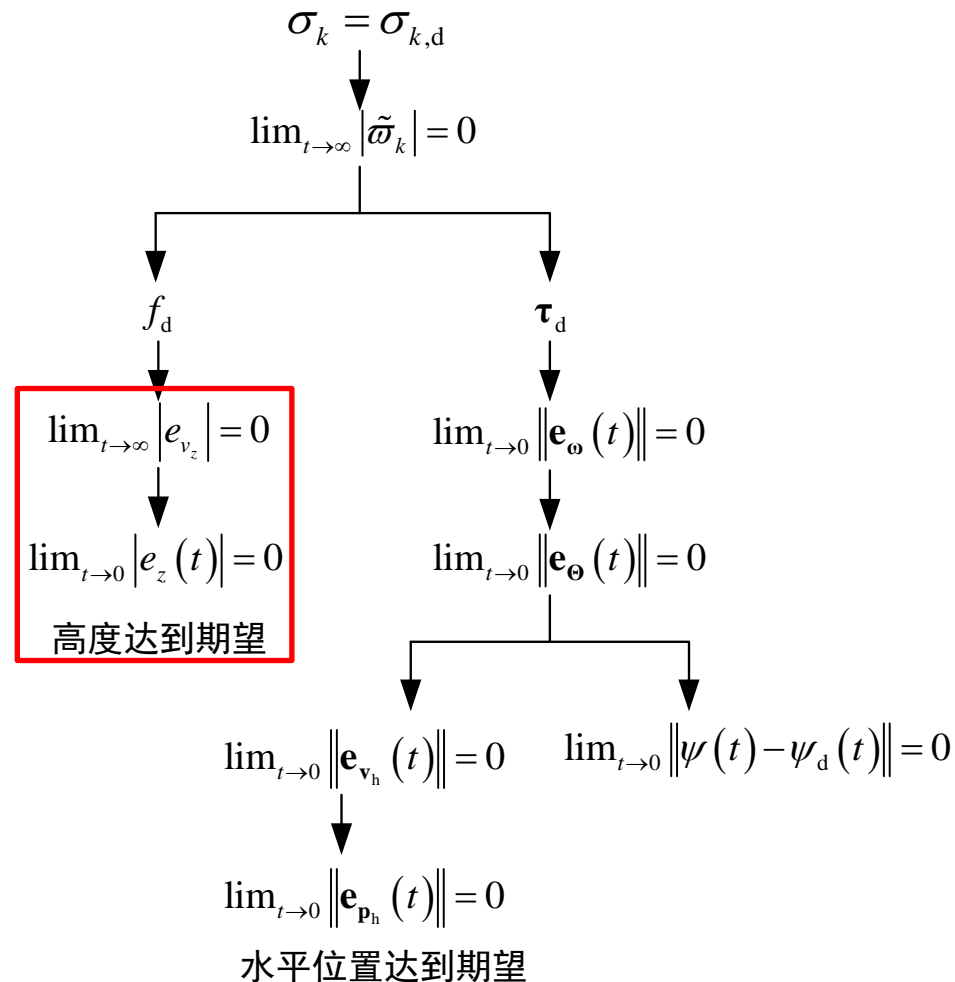 σ_k = σ_{k,d}
lim_{t→∞} |ϖ̃_k| = 0
f_d
τ_d
lim_{t→∞} |e_{v_z}| = 0
lim_{t→0} ‖e_ω(t)‖ = 0
lim_{t→0} |e_z(t)| = 0
lim_{t→0} ‖e_Θ(t)‖ = 0
高度达到期望
lim_{t→0} ‖e_{v_h}(t)‖ = 0
lim_{t→0} ‖ψ(t) − ψ_d(t)‖ = 0
lim_{t→0} ‖e_{p_h}(t)‖ = 0
水平位置达到期望